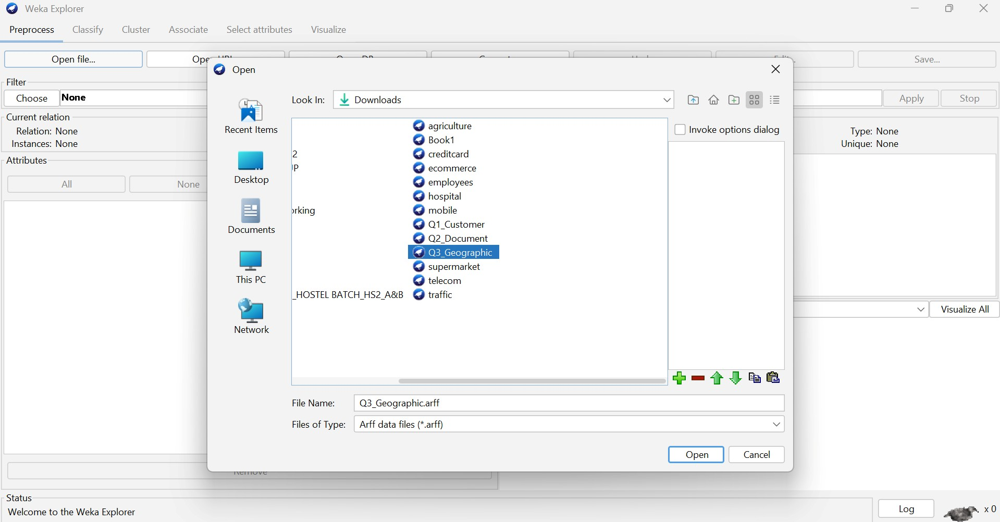 Weka Explorer
Preprocess Classify Cluster Associate Select attributes Visualize
Open file... Save...
Open
Filter
Choose None
Apply Stop
Look In: Downloads
Current relation
Relation: None
Instances: None
Type: None
Unique: None
Attributes
All None
Recent Items
Desktop
Documents
This PC
Network
2
_HOSTEL BATCH_HS2_A&B
agriculture
Book1
creditcard
ecommerce
employees
hospital
mobile
Q1_Customer
Q2_Document
Q3_Geographic
supermarket
telecom
traffic
Invoke options dialog
Visualize All
File Name: Q3_Geographic.arff
Files of Type: Arff data files (*.arff)
Open Cancel
Remove
Status
Welcome to the Weka Explorer
Log x 0